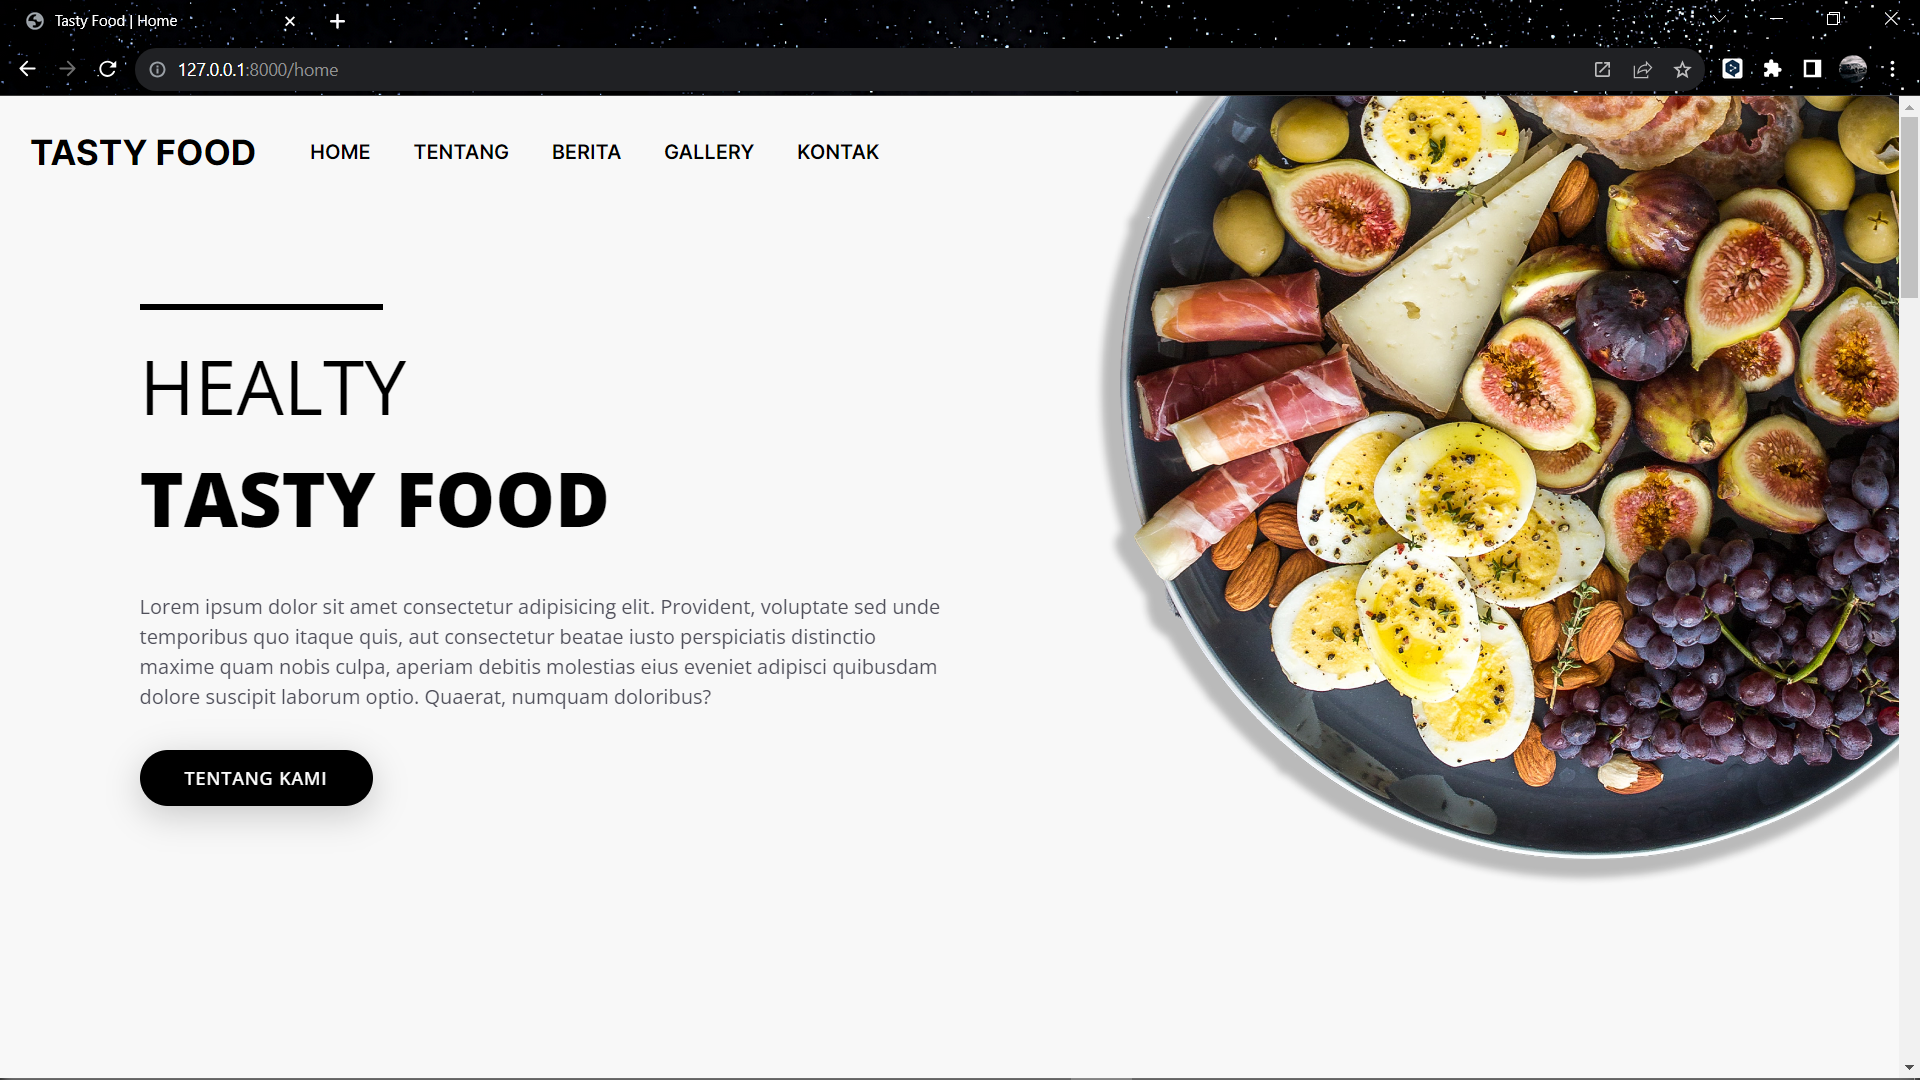 Tasty Food | Home
127.0.0.1:8000/home
TASTY FOOD HOME TENTANG BERITA GALLERY KONTAK
HEALTY
TASTY FOOD
Lorem ipsum dolor sit amet consectetur adipisicing elit. Provident, voluptate sed unde
temporibus quo itaque quis, aut consectetur beatae iusto perspiciatis distinctio
maxime quam nobis culpa, aperiam debitis molestias eius eveniet adipisci quibusdam
dolore suscipit laborum optio. Quaerat, numquam doloribus?
TENTANG KAMI